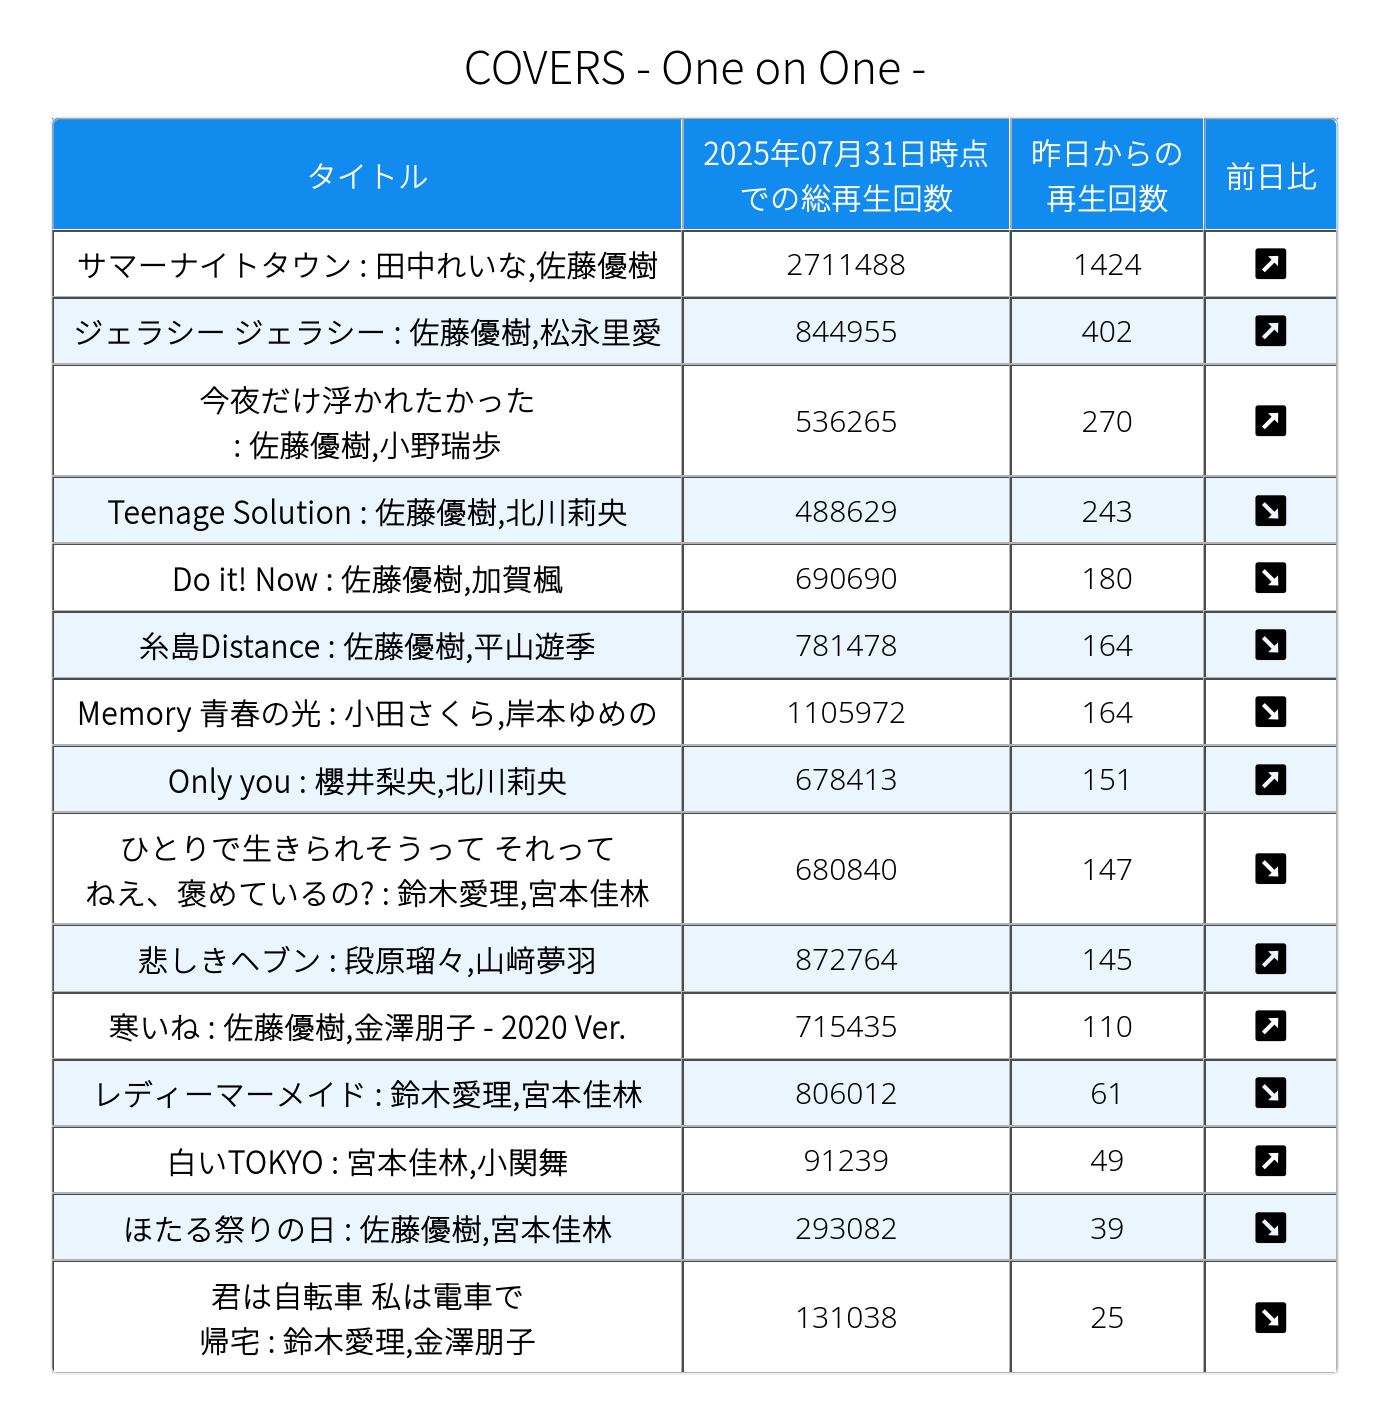 COVERS - One on One -
タイトル
2025年07月31日時点
での総再生回数
昨日からの
再生回数
前日比
サマーナイトタウン : 田中れいな,佐藤優樹
2711488
1424
ジェラシー ジェラシー : 佐藤優樹,松永里愛
844955
402
今夜だけ浮かれたかった
: 佐藤優樹,小野瑞歩
536265
270
Teenage Solution : 佐藤優樹,北川莉央
488629
243
Do it! Now : 佐藤優樹,加賀楓
690690
180
糸島Distance : 佐藤優樹,平山遊季
781478
164
Memory 青春の光 : 小田さくら,岸本ゆめの
1105972
164
Only you : 櫻井梨央,北川莉央
678413
151
ひとりで生きられそうって それって
ねえ、褒めているの? : 鈴木愛理,宮本佳林
680840
147
悲しきヘブン : 段原瑠々,山﨑夢羽
872764
145
寒いね : 佐藤優樹,金澤朋子 - 2020 Ver.
715435
110
レディーマーメイド : 鈴木愛理,宮本佳林
806012
61
白いTOKYO : 宮本佳林,小関舞
91239
49
ほたる祭りの日 : 佐藤優樹,宮本佳林
293082
39
君は自転車 私は電車で
帰宅 : 鈴木愛理,金澤朋子
131038
25